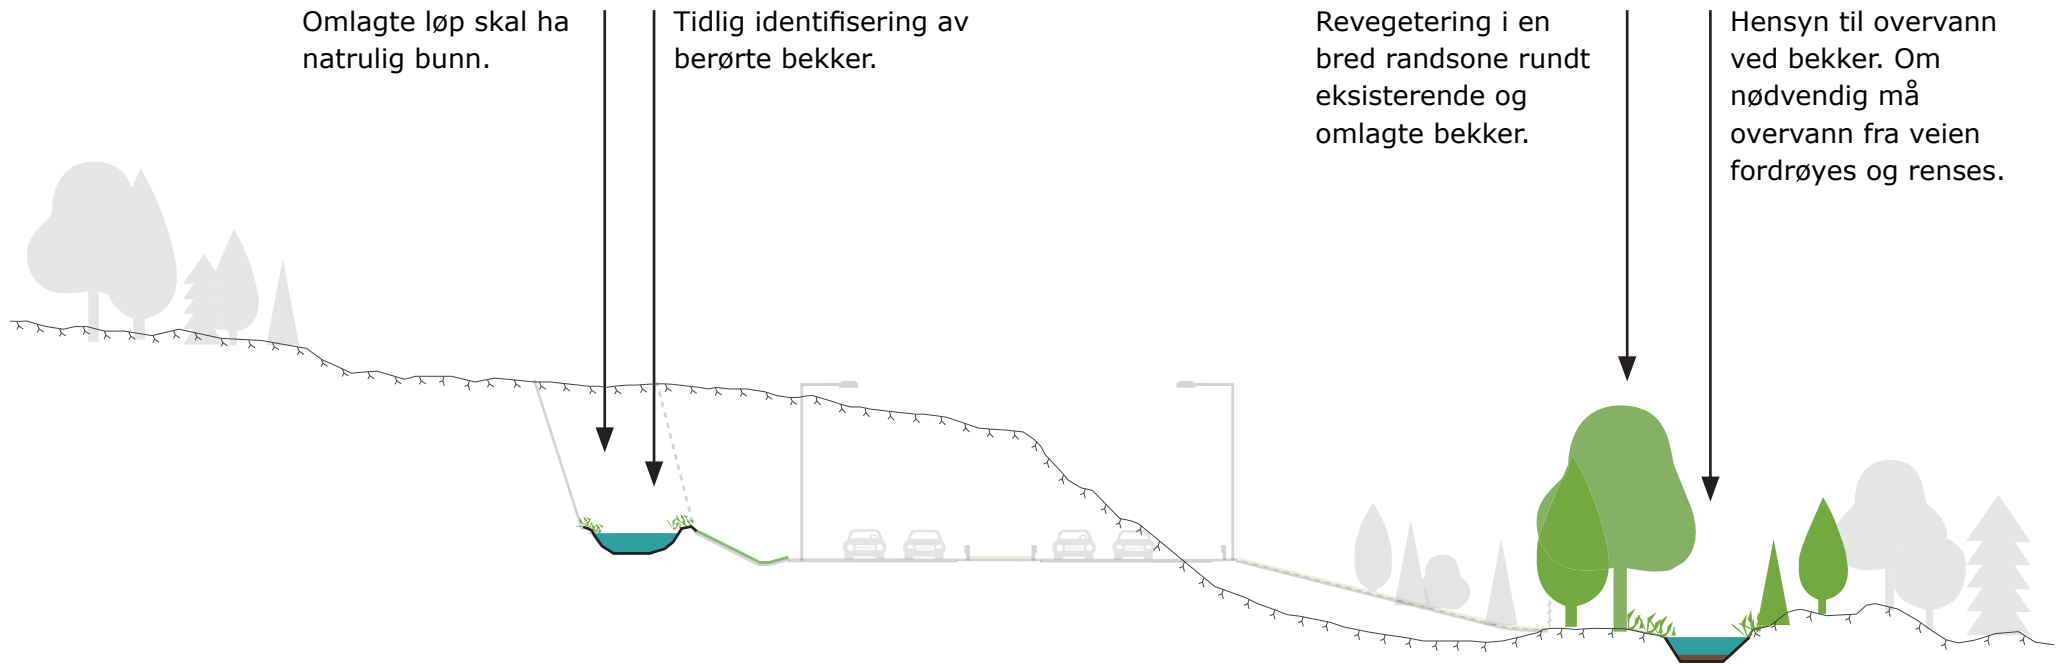 Omlagte løp skal ha
natrulig bunn.
Tidlig identifisering av
berørte bekker.
Revegetering i en
bred randsone rundt
eksisterende og
omlagte bekker.
Hensyn til overvann
ved bekker. Om
nødvendig må
overvann fra veien
fordrøyes og renses.